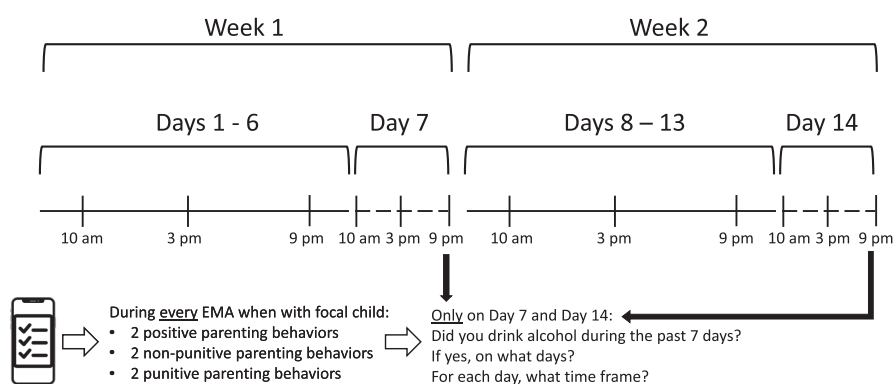 Week 1
Week 2
Days 1 - 6
Day 7
Days 8 – 13
Day 14
10 am
3 pm
9 pm
10 am
3 pm
9 pm
10 am
3 pm
9 pm
10 am
3 pm
9 pm
During every EMA when with focal child:
• 2 positive parenting behaviors
• 2 non-punitive parenting behaviors
• 2 punitive parenting behaviors
Only on Day 7 and Day 14:
Did you drink alcohol during the past 7 days?
If yes, on what days?
For each day, what time frame?